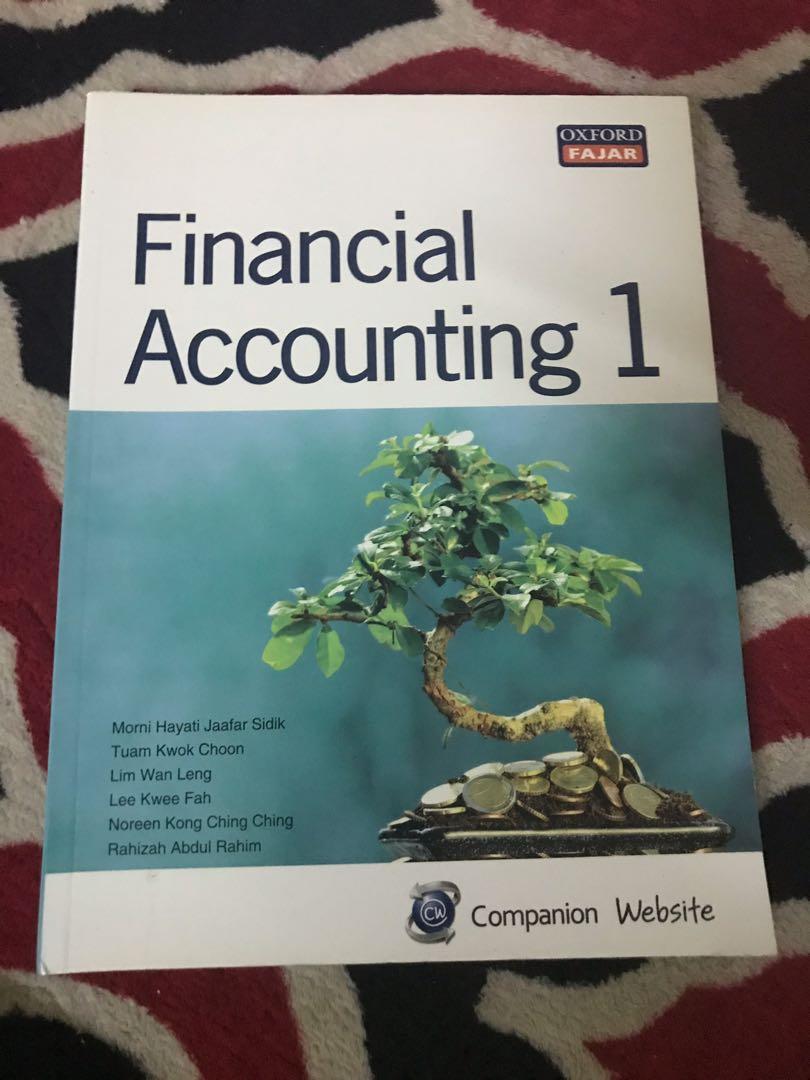 OXFORD
FAJAR
Financial
Accounting 1
Morni Hayati Jaafar Sidik
Tuam Kwok Choon
Lim Wan Leng
Lee Kwee Fah
Noreen Kong Ching Ching
Rahizah Abdul Rahim
CW Companion Website